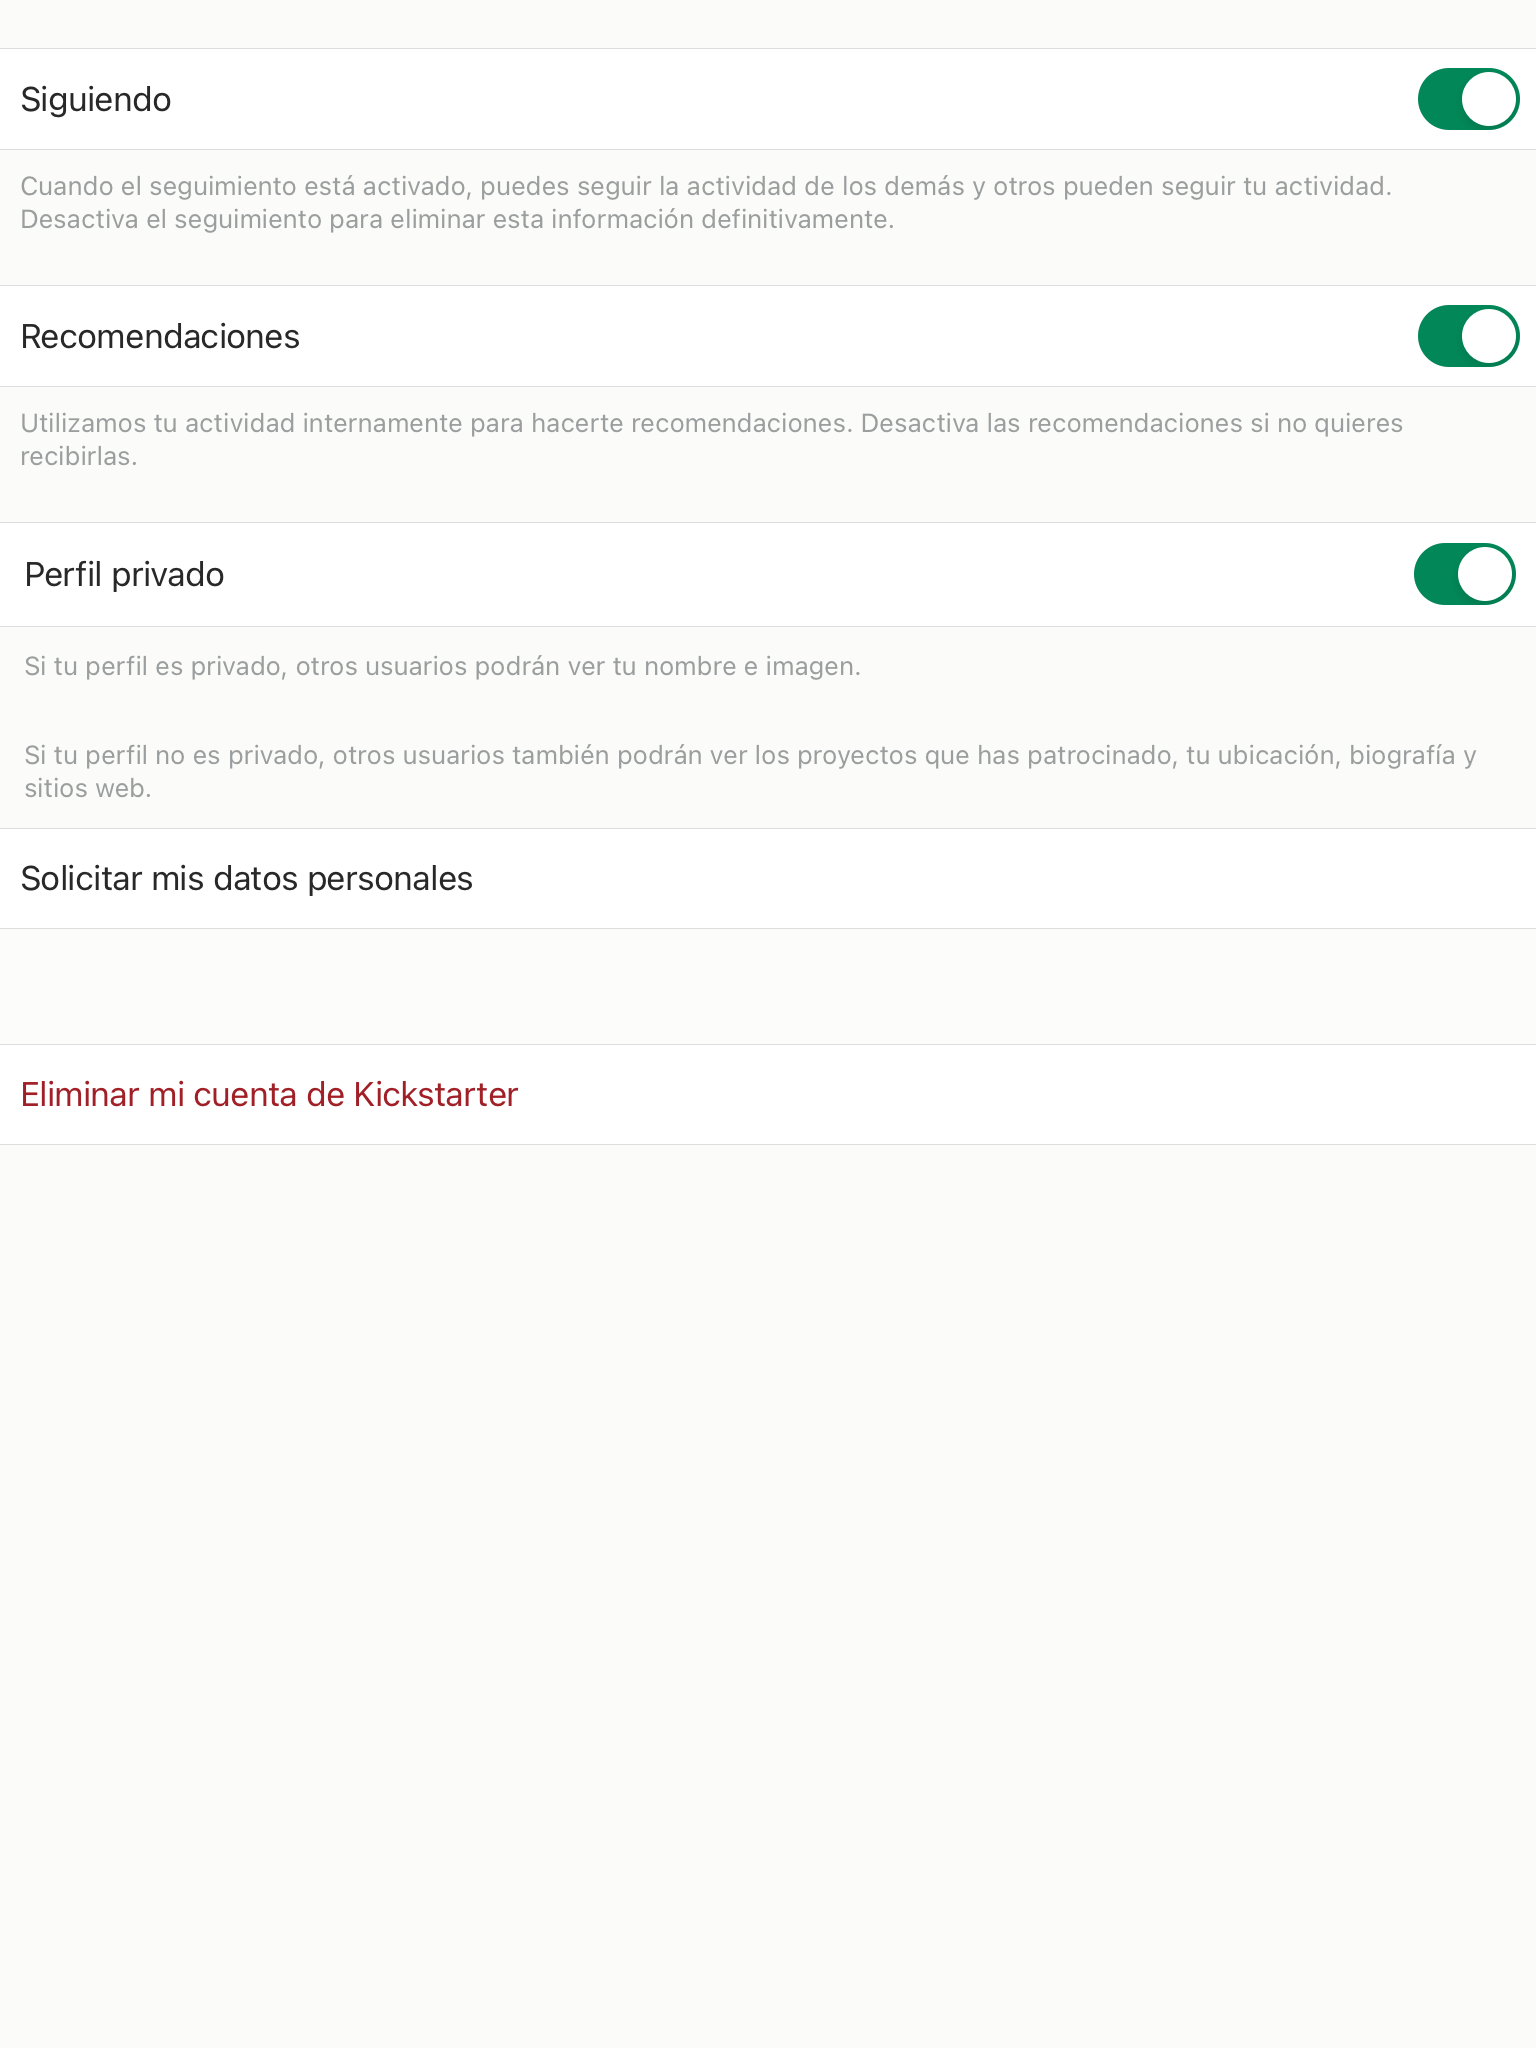 Siguiendo
Cuando el seguimiento está activado, puedes seguir la actividad de los demás y otros pueden seguir tu actividad.
Desactiva el seguimiento para eliminar esta información definitivamente.
Recomendaciones
Utilizamos tu actividad internamente para hacerte recomendaciones. Desactiva las recomendaciones si no quieres
recibirlas.
Perfil privado
Si tu perfil es privado, otros usuarios podrán ver tu nombre e imagen.
Si tu perfil no es privado, otros usuarios también podrán ver los proyectos que has patrocinado, tu ubicación, biografía y
sitios web.
Solicitar mis datos personales
Eliminar mi cuenta de Kickstarter